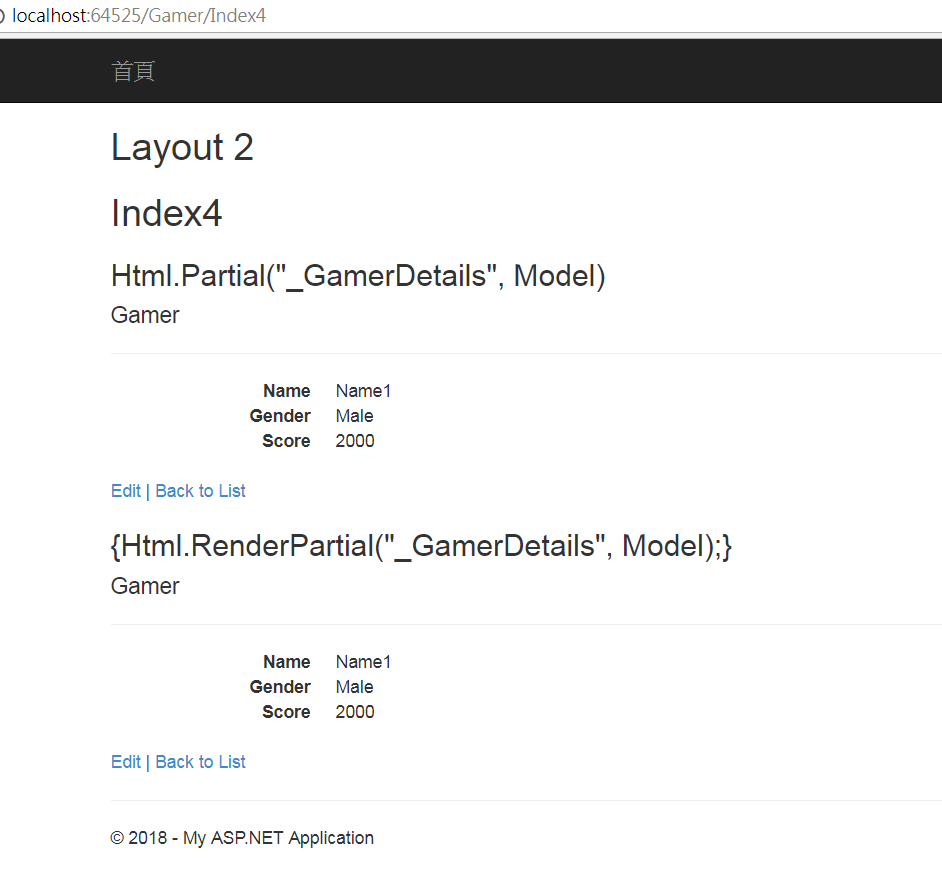 localhost:64525/Gamer/Index4
首頁
Layout 2
Index4
Html.Partial("_GamerDetails", Model)
Gamer
Name Name1
Gender Male
Score 2000
Edit | Back to List
{Html.RenderPartial("_GamerDetails", Model);}
Gamer
Name Name1
Gender Male
Score 2000
Edit | Back to List
© 2018 - My ASP.NET Application